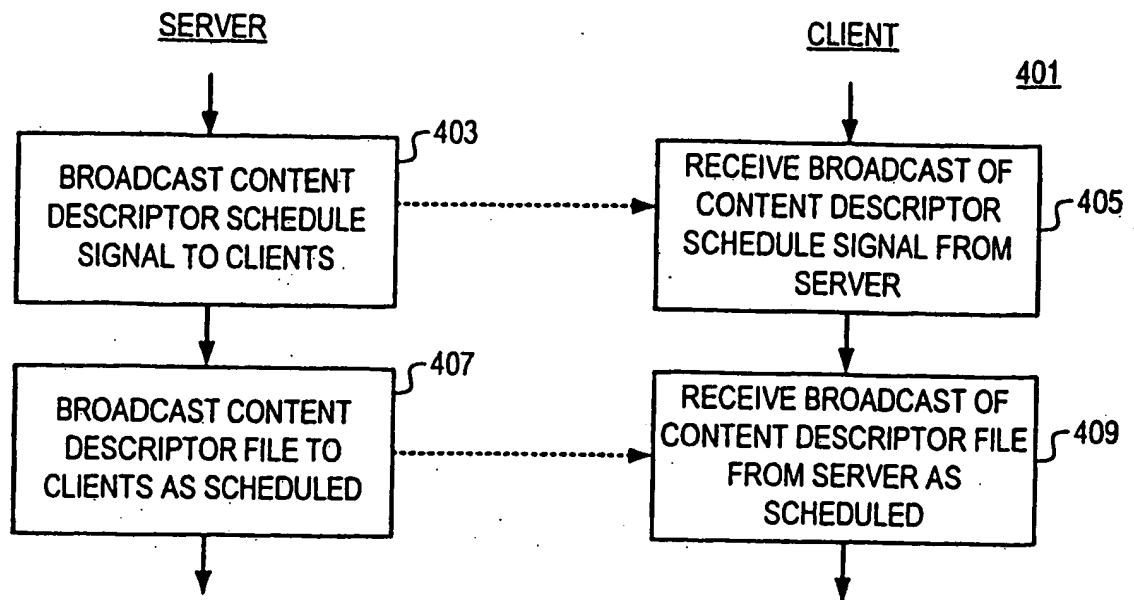 SERVER
CLIENT
401
403
BROADCAST CONTENT
DESCRIPTOR SCHEDULE
SIGNAL TO CLIENTS
RECEIVE BROADCAST OF
CONTENT DESCRIPTOR
SCHEDULE SIGNAL FROM
SERVER
405
407
BROADCAST CONTENT
DESCRIPTOR FILE TO
CLIENTS AS SCHEDULED
RECEIVE BROADCAST OF
CONTENT DESCRIPTOR FILE
FROM SERVER AS
SCHEDULED
409